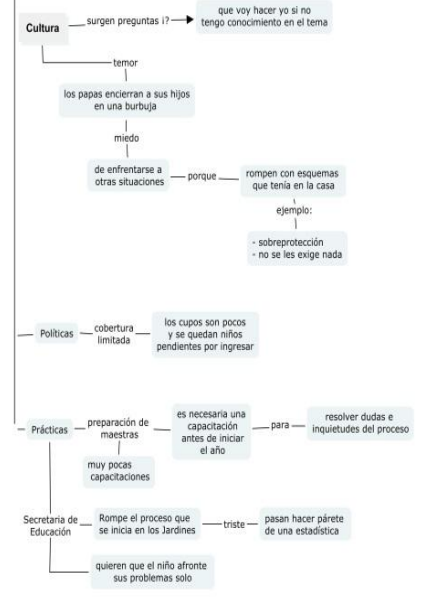 Cultura
surgen preguntas i?
que voy hacer yo si no
tengo conocimiento en el tema
temor
los papas encierran a sus hijos
en una burbuja
miedo
de enfrentarse a
otras situaciones
porque
rompen con esquemas
que tenía en la casa
ejemplo:
- sobreprotección
- no se les exige nada
Políticas
cobertura
limitada
los cupos son pocos
y se quedan niños
pendientes por ingresar
Prácticas
preparación de
maestras
es necesaria una
capacitación
antes de iniciar
el año
para
resolver dudas e
inquietudes del proceso
muy pocas
capacitaciones
Secretaria de
Educación
Rompe el proceso que
se inicia en los Jardines
triste
pasan hacer párete
de una estadística
quieren que el niño afronte
sus problemas solo